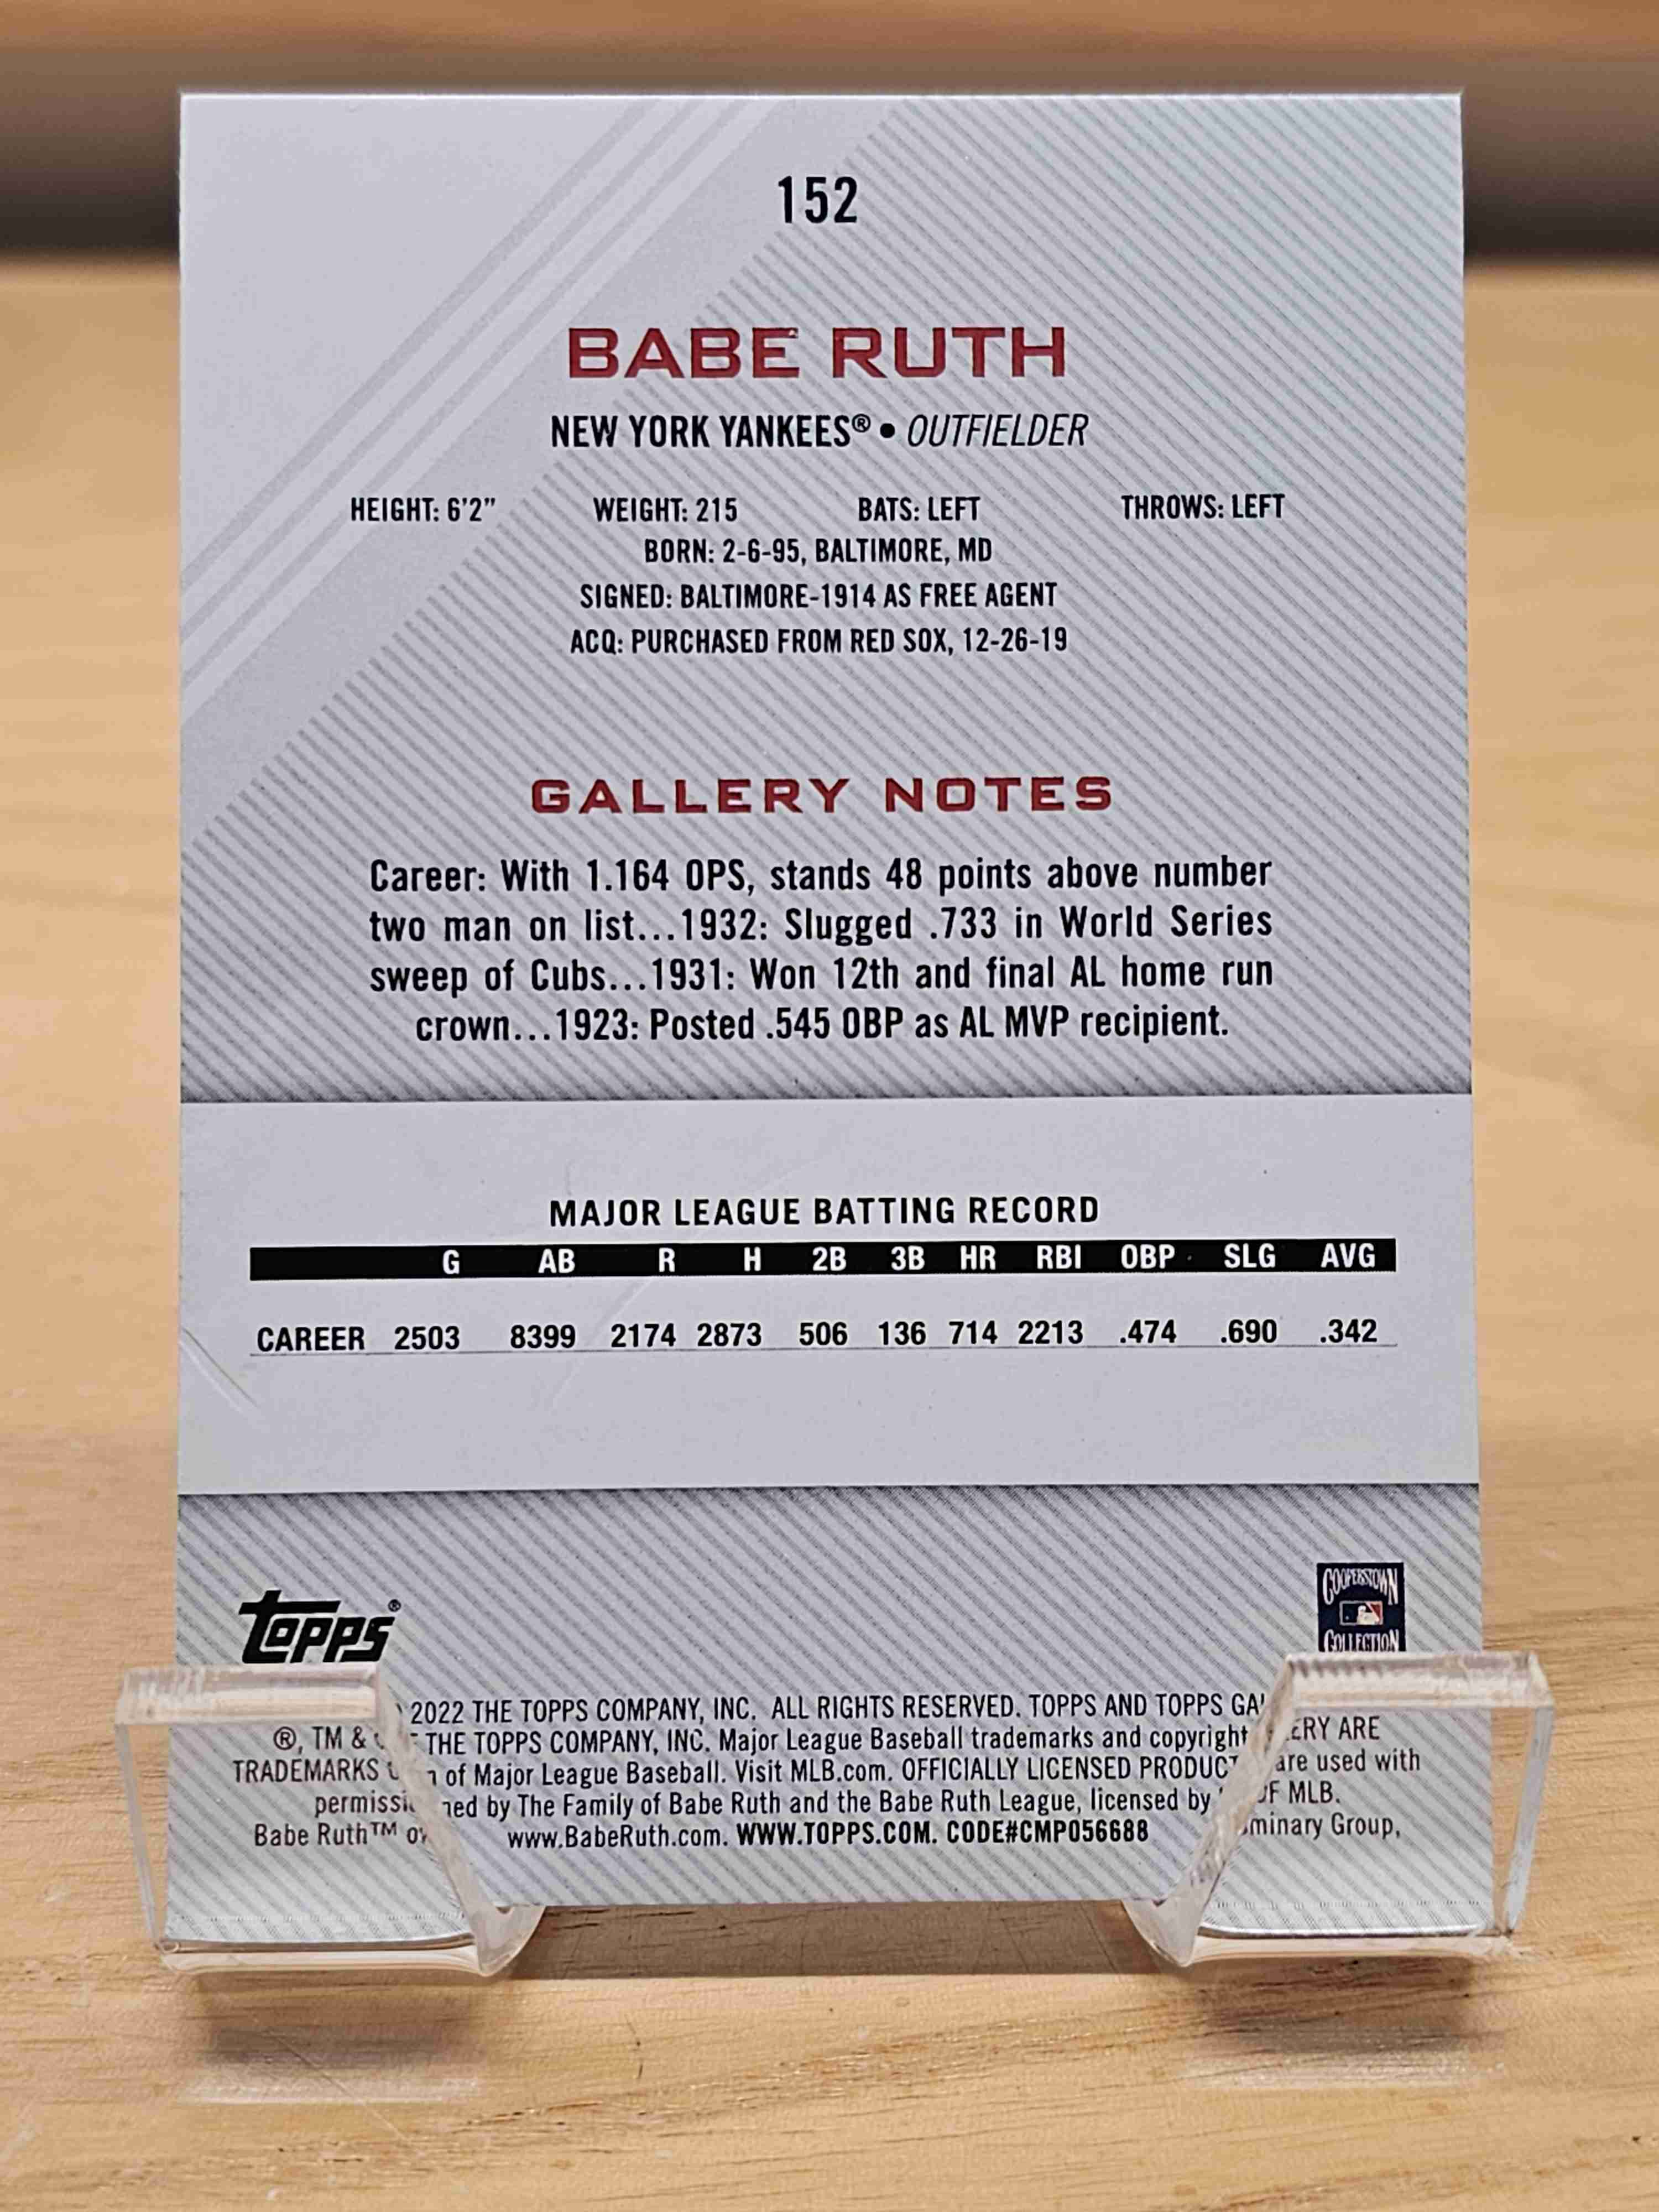 152
BABE RUTH
NEW YORK YANKEES® • OUTFIELDER
HEIGHT: 6'2" WEIGHT: 215 BATS: LEFT THROWS: LEFT
BORN: 2-6-95, BALTIMORE, MD
SIGNED: BALTIMORE-1914 AS FREE AGENT
ACQ: PURCHASED FROM RED SOX, 12-26-19
GALLERY NOTES
Career: With 1.164 OPS, stands 48 points above number
two man on list...1932: Slugged .733 in World Series
sweep of Cubs...1931: Won 12th and final AL home run
crown...1923: Posted .545 OBP as AL MVP recipient.
MAJOR LEAGUE BATTING RECORD
G AB R H 2B 3B HR RBI OBP SLG AVG
CAREER 2503 8399 2174 2873 506 136 714 2213 .474 .690 .342
topps®
COOPERSTOWN
COLLECTION
2022 THE TOPPS COMPANY, INC. ALL RIGHTS RESERVED. TOPPS AND TOPPS
®, TM & THE TOPPS COMPANY, INC. Major League Baseball trademarks and ARE
TRADEMARKS of Major League Baseball. Visit MLB.com. OFFICIALLY LICENSED are used with
by The Family of Babe Ruth and the Babe Ruth League, licensed by MLB.
Babe Ruth™ www.BabeRuth.com. WWW.TOPPS.COM. CODE#CMP056688 Group,